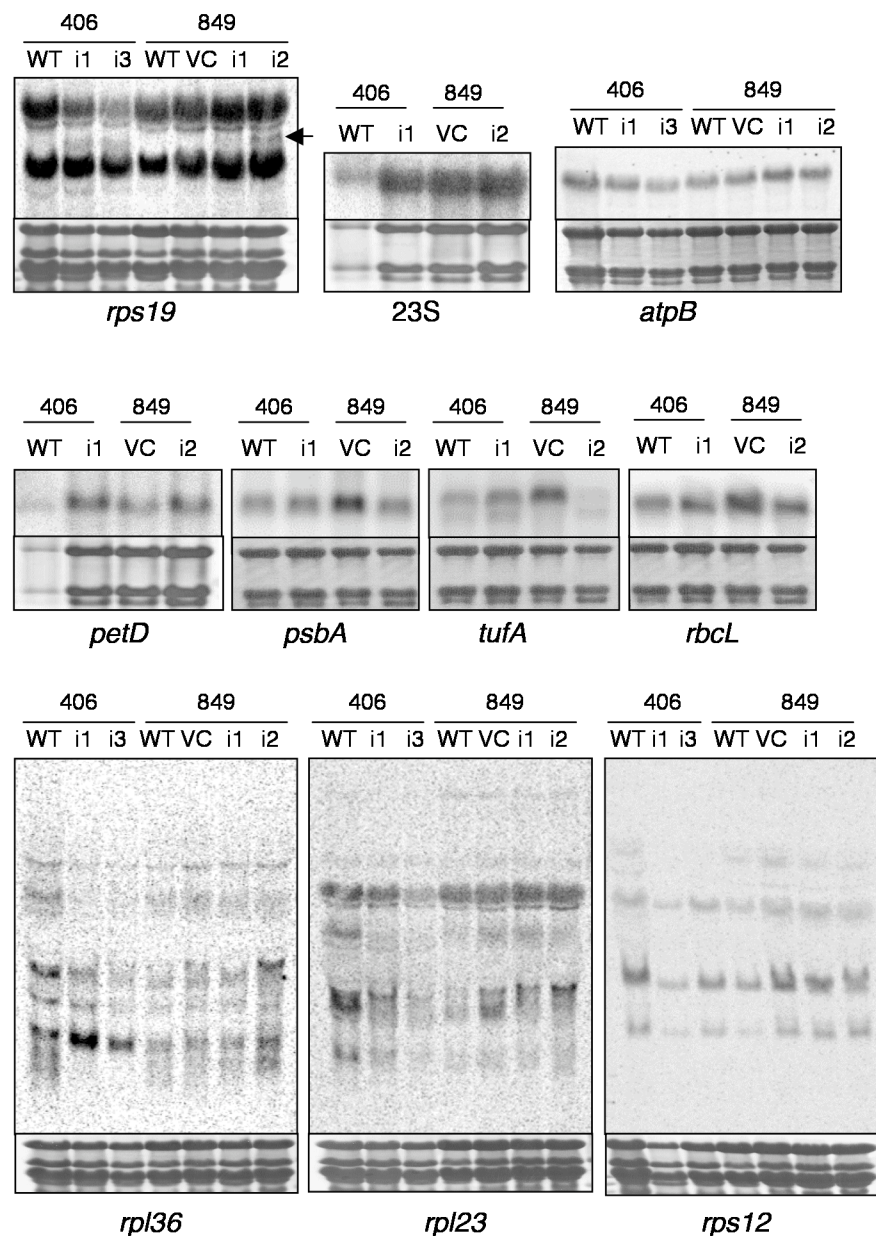 406 849
WT i1 i3 WT VC i1 i2
rps19
406 849
WT i1 VC i2
23S
406 849
WT i1 i3 WT VC i1 i2
atpB
406 849
WT i1 VC i2
petD
406 849
WT i1 VC i2
psbA
406 849
WT i1 VC i2
tufA
406 849
WT i1 VC i2
rbcL
406 849
WT i1 i3 WT VC i1 i2
rpl36
406 849
WT i1 i3 WT VC i1 i2
rpl23
406 849
WT i1 i3 WT VC i1 i2
rps12